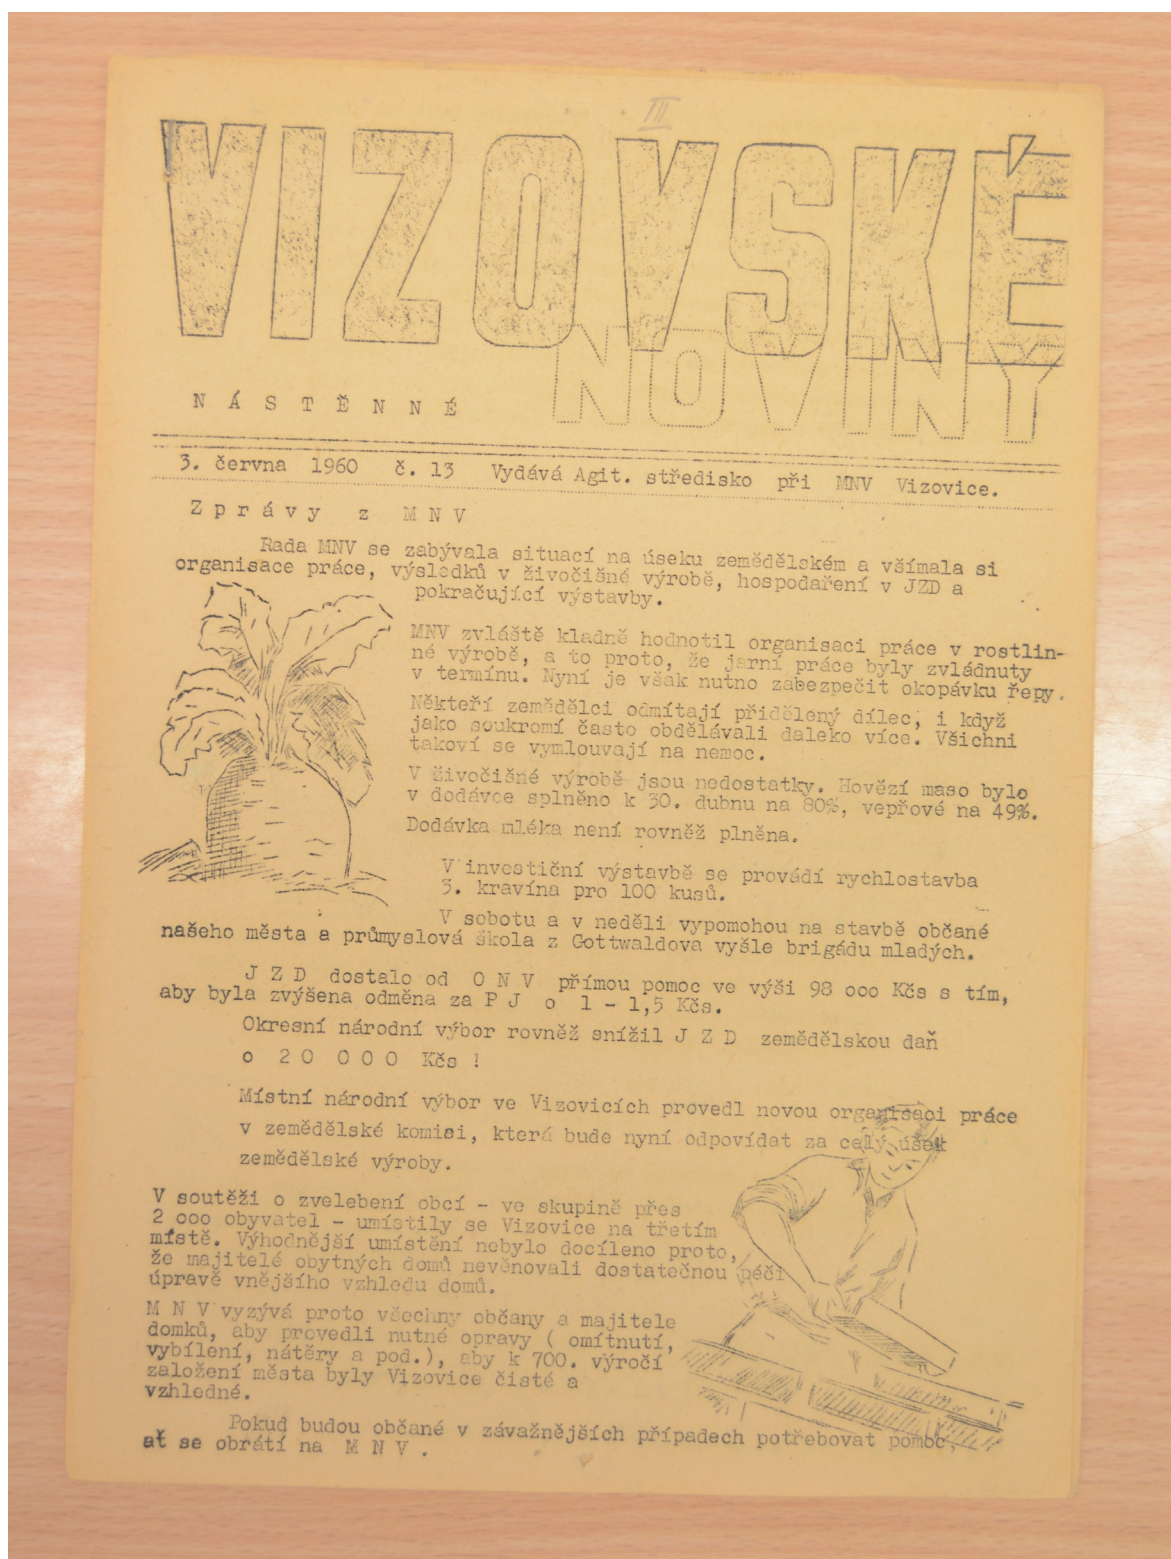 III
VIZOVSKÉ
NOVINY
NÁSTĚNNÉ
3. června 1960 č. 13 Vydává Agit. středisko při MNV Vizovice.
Zprávy z MNV
Rada MNV se zabývala situací na úseku zemědělském a všímala si
organisace práce, výsledků v živočišné výrobě, hospodaření v JZD a
pokračující výstavby.
MNV zvláště kladně hodnotil organisaci práce v rostlin-
né výrobě, a to proto, že jarní práce byly zvládnuty
v termínu. Nyní je však nutno zabezpečit okopávku řepy.
Někteří zemědělci odmítají přidělený dílec, i když
jako soukromí často obdělávali daleko více. Všichni
takoví se vymlouvají na nemoc.
V živočišné výrobě jsou nedostatky. Hovězí maso bylo
v dodávce splněno k 30. dubnu na 80%, vepřové na 49%.
Dodávka mléka není rovněž plněna.
V investiční výstavbě se provádí rychlostavba
3. kravína pro 100 kusů.
V sobotu a v neděli vypomohou na stavbě občané
našeho města a průmyslová škola z Gottwaldova vyšle brigádu mladých.
J Z D dostalo od O N V přímou pomoc ve výši 98 ooo Kčs s tím,
aby byla zvýšena odměna za P J o 1 - 1,5 Kčs.
Okresní národní výbor rovněž snížil J Z D zemědělskou daň
o 2 0 0 0 0 Kčs !
Místní národní výbor ve Vizovicích provedl novou organisaci práce
v zemědělské komisi, která bude nyní odpovídat za celý úsek
zemědělské výroby.
V soutěži o zvelebení obcí - ve skupině přes
2 ooo obyvatel - umístily se Vizovice na třetím
místě. Výhodnější umístění nebylo docíleno proto,
že majitelé obytných domů nevěnovali dostatečnou péči
úpravě vnějšího vzhledu domů.
M N V vyzývá proto všechny občany a majitele
domků, aby provedli nutné opravy ( omítnutí,
vybílení, nátěry a pod.), aby k 700. výročí
založení města byly Vizovice čisté a
vzhledné.
Pokud budou občané v závažnějších případech potřebovat pomoc,
ať se obrátí na M N V .